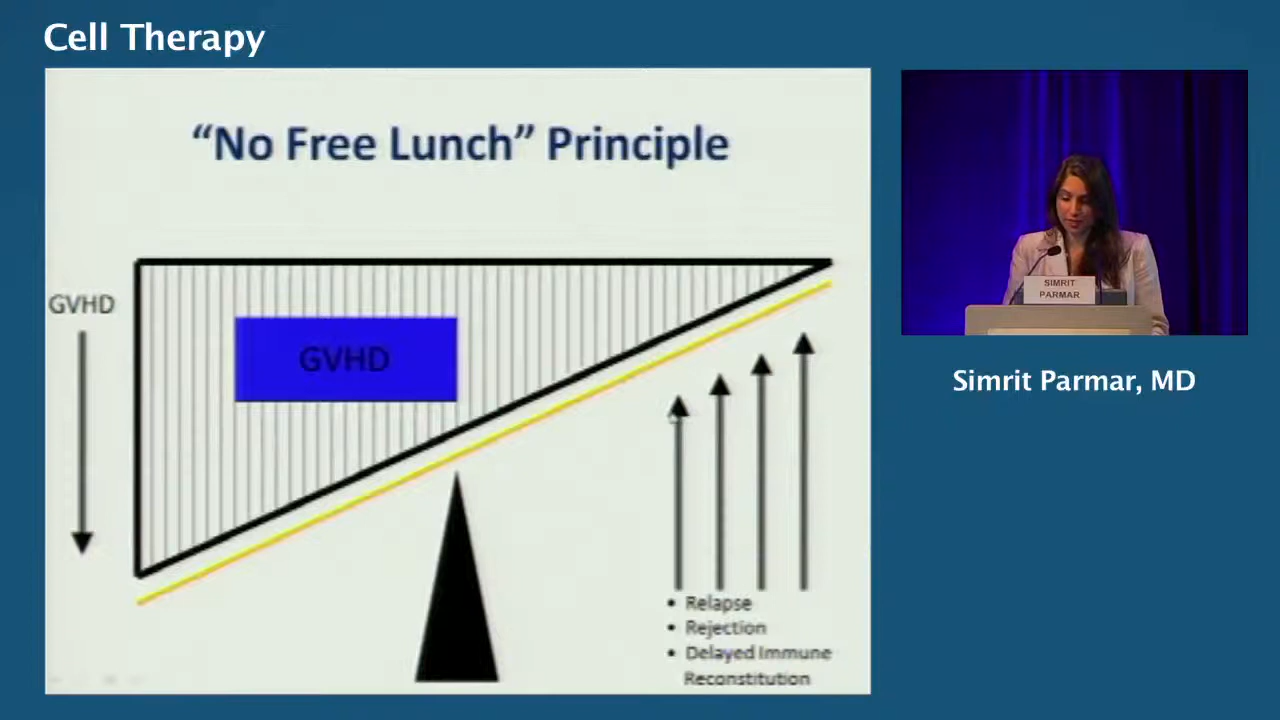 Cell Therapy
“No Free Lunch” Principle
GVHD
GVHD
• Relapse
• Rejection
• Delayed Immune
Reconstitution
SIMRIT
PARMAR
Simrit Parmar, MD